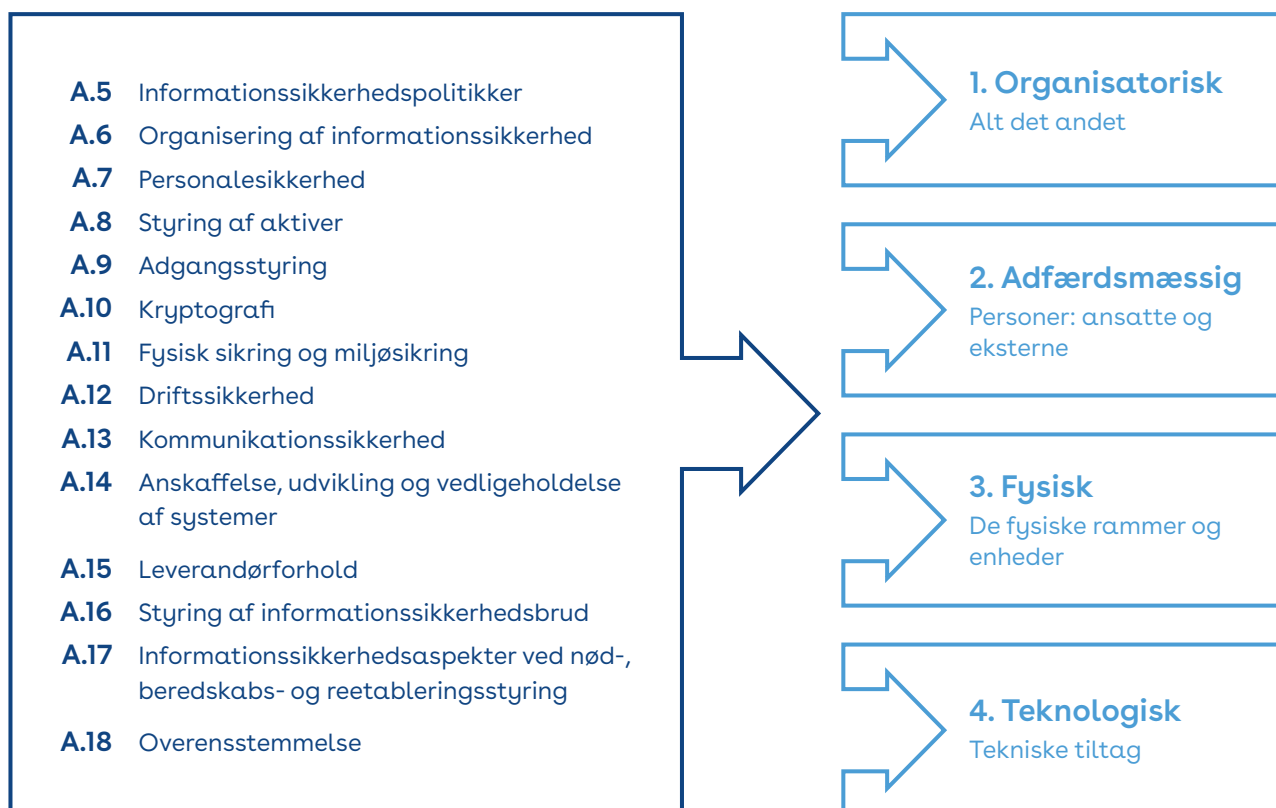 A.5 Informationssikkerhedspolitikker
A.6 Organisering af informationssikkerhed
A.7 Personalesikkerhed
A.8 Styring af aktiver
A.9 Adgangsstyring
A.10 Kryptografi
A.11 Fysisk sikring og miljøsikring
A.12 Driftssikkerhed
A.13 Kommunikationssikkerhed
A.14 Anskaffelse, udvikling og vedligeholdelse
af systemer
A.15 Leverandørforhold
A.16 Styring af informationssikkerhedsbrud
A.17 Informationssikkerhedsaspekter ved nød-,
beredskabs- og reetableringsstyring
A.18 Overensstemmelse
1. Organisatorisk
Alt det andet
2. Adfærdsmæssig
Personer: ansatte og
eksterne
3. Fysisk
De fysiske rammer og
enheder
4. Teknologisk
Tekniske tiltag